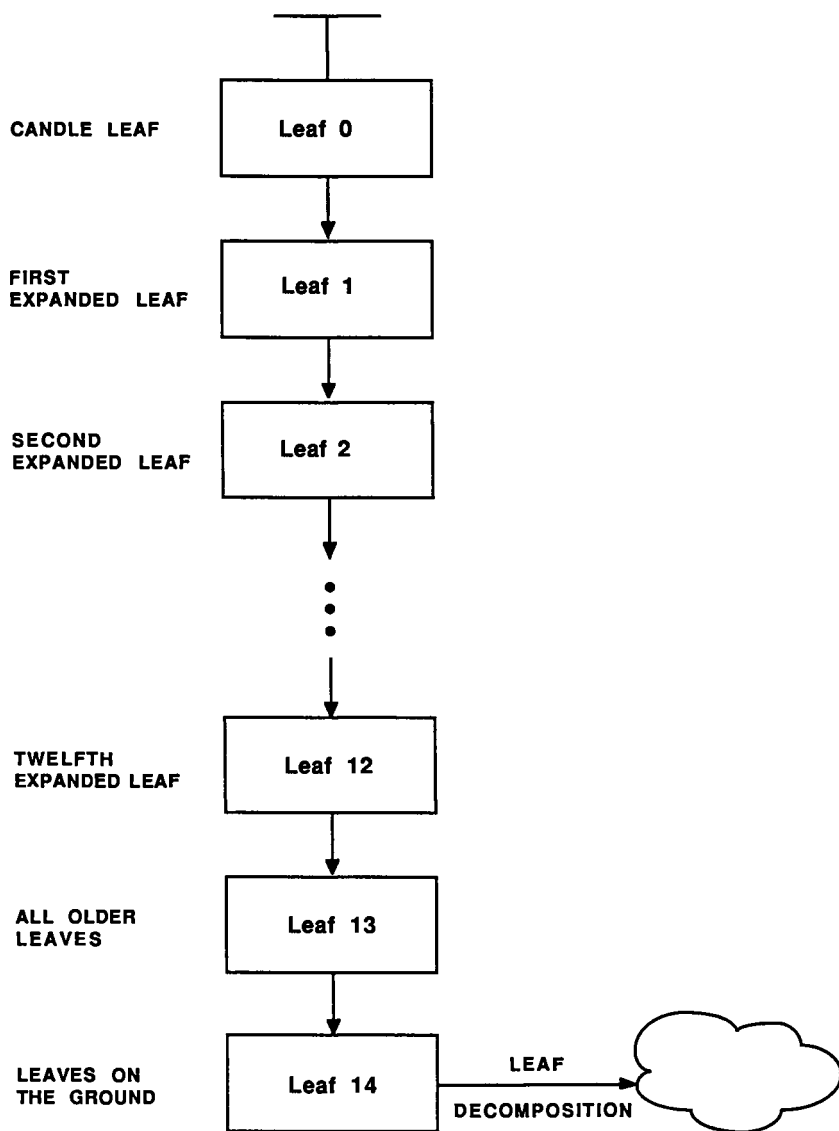 CANDLE LEAF
Leaf 0
FIRST
EXPANDED LEAF
Leaf 1
SECOND
EXPANDED LEAF
Leaf 2
TWELFTH
EXPANDED LEAF
Leaf 12
ALL OLDER
LEAVES
Leaf 13
LEAVES ON
THE GROUND
Leaf 14
LEAF
DECOMPOSITION